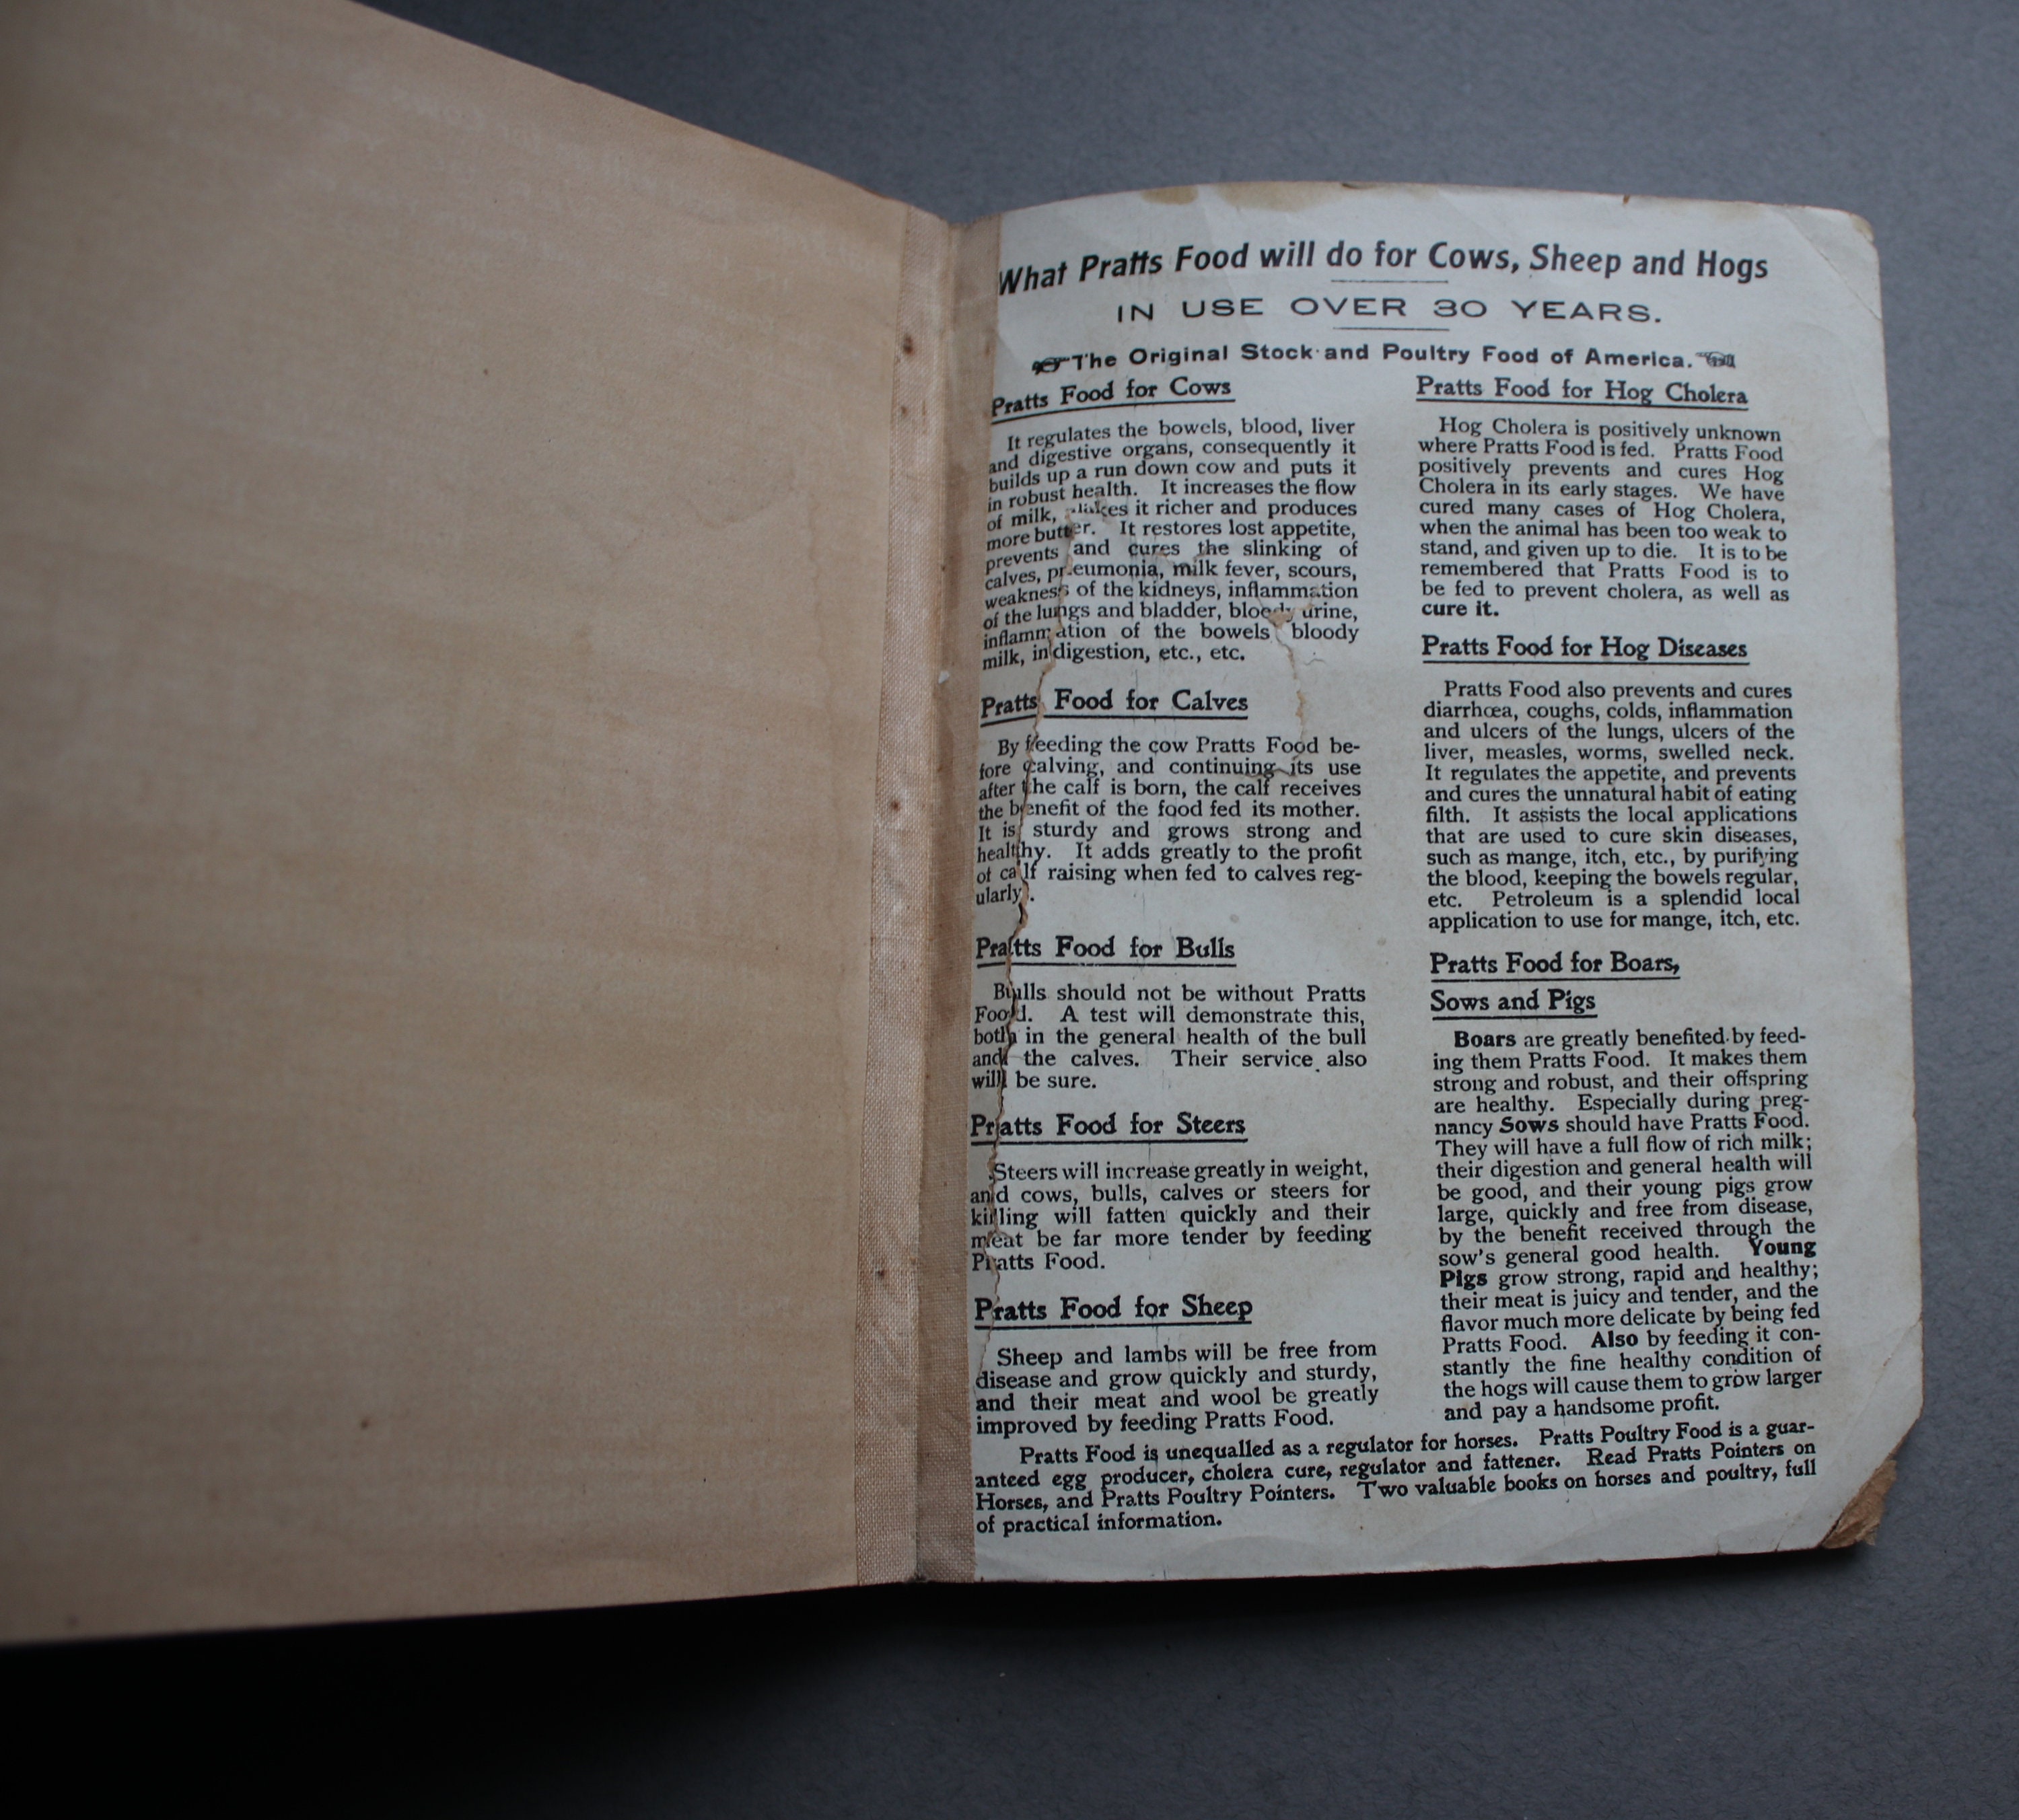 What Pratts Food will do for Cows, Sheep and Hogs
IN USE OVER 30 YEARS.
The Original Stock and Poultry Food of America.
Pratts Food for Cows
It regulates the bowels, blood, liver
and digestive organs, consequently it
builds up a run down cow and puts it
in robust health. It increases the flow
of milk, makes it richer and produces
more butter. It restores lost appetite,
prevents and cures the slinking of
calves, pneumonia, milk fever, scours,
weakness of the kidneys, inflammation
of the lungs and bladder, bloody urine,
inflammation of the bowels bloody
milk, indigestion, etc., etc.
Pratts Food for Calves
By feeding the cow Pratts Food be-
fore calving, and continuing its use
after the calf is born, the calf receives
the benefit of the food fed its mother.
It is sturdy and grows strong and
healthy. It adds greatly to the profit
of calf raising when fed to calves reg-
ularly.
Pratts Food for Bulls
Bulls should not be without Pratts
Food. A test will demonstrate this,
both in the general health of the bull
and the calves. Their service also
will be sure.
Pratts Food for Steers
Steers will increase greatly in weight,
and cows, bulls, calves or steers for
killing will fatten quickly and their
meat be far more tender by feeding
Pratts Food.
Pratts Food for Sheep
Sheep and lambs will be free from
disease and grow quickly and sturdy,
and their meat and wool be greatly
improved by feeding Pratts Food.
Pratts Food for Hog Cholera
Hog Cholera is positively unknown
where Pratts Food is fed. Pratts Food
positively prevents and cures Hog
Cholera in its early stages. We have
cured many cases of Hog Cholera,
when the animal has been too weak to
stand, and given up to die. It is to be
remembered that Pratts Food is to
be fed to prevent cholera, as well as
cure it.
Pratts Food for Hog Diseases
Pratts Food also prevents and cures
diarrhœa, coughs, colds, inflammation
and ulcers of the lungs, ulcers of the
liver, measles, worms, swelled neck.
It regulates the appetite, and prevents
and cures the unnatural habit of eating
filth. It assists the local applications
that are used to cure skin diseases,
such as mange, itch, etc., by purifying
the blood, keeping the bowels regular,
etc. Petroleum is a splendid local
application to use for mange, itch, etc.
Pratts Food for Boars,
Sows and Pigs
Boars are greatly benefited by feed-
ing them Pratts Food. It makes them
strong and robust, and their offspring
are healthy. Especially during preg-
nancy Sows should have Pratts Food.
They will have a full flow of rich milk;
their digestion and general health will
be good, and their young pigs grow
large, quickly and free from disease,
by the benefit received through the
sow's general good health. Young
Pigs grow strong, rapid and healthy;
their meat is juicy and tender, and the
flavor much more delicate by being fed
Pratts Food. Also by feeding it con-
stantly the fine healthy condition of
the hogs will cause them to grow larger
and pay a handsome profit.
Pratts Food is unequalled as a regulator for horses. Pratts Poultry Food is a guar-
anteed egg producer, cholera cure, regulator and fattener. Read Pratts Pointers on
Horses, and Pratts Poultry Pointers. Two valuable books on horses and poultry, full
of practical information.